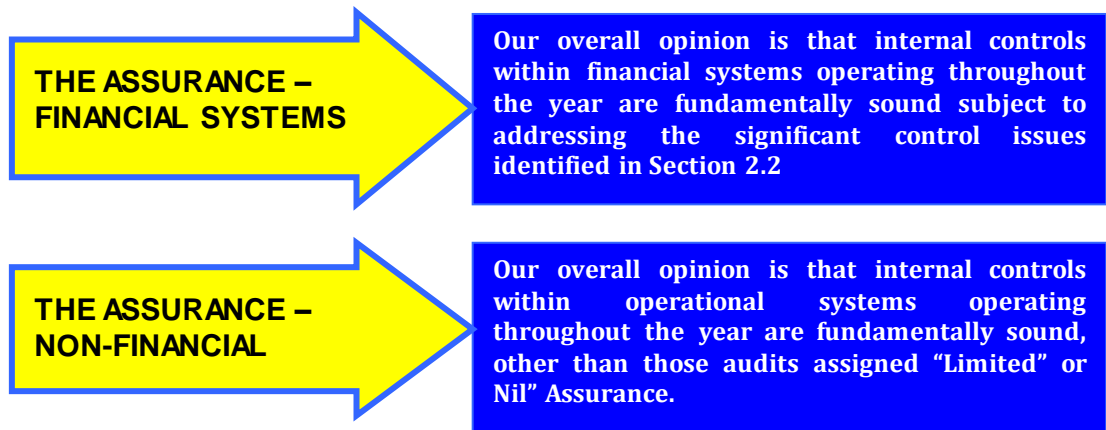 THE ASSURANCE –
FINANCIAL SYSTEMS
Our overall opinion is that internal controls
within financial systems operating throughout
the year are fundamentally sound subject to
addressing the significant control issues
identified in Section 2.2
THE ASSURANCE –
NON-FINANCIAL
Our overall opinion is that internal controls
within operational systems operating
throughout the year are fundamentally sound,
other than those audits assigned “Limited” or
Nil” Assurance.